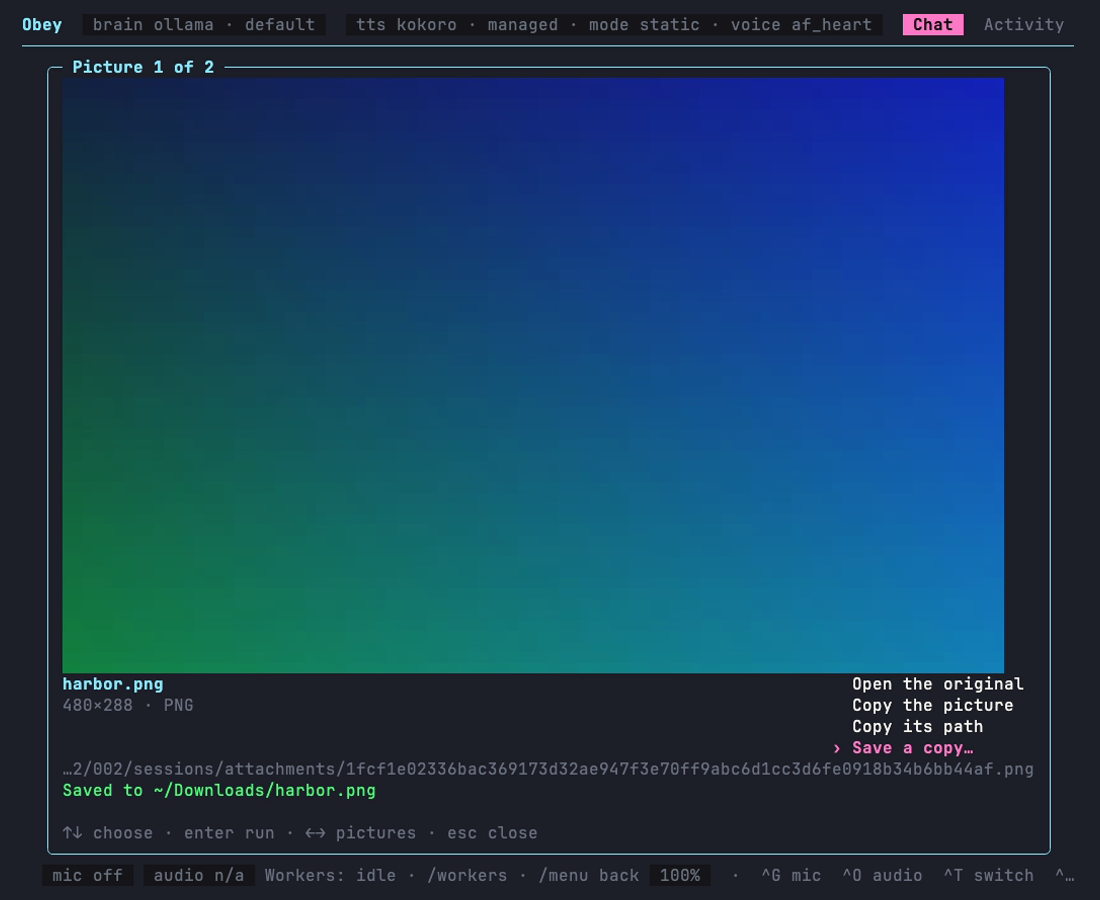 Obey  brain ollama · default  tts kokoro · managed · mode static · voice af_heart  Chat  Activity
Picture 1 of 2
harbor.png
480×288 · PNG
Open the original
Copy the picture
Copy its path
› Save a copy…
…2/002/sessions/attachments/1fcf1e02336bac369173d32ae947f3e70ff9abc6d1cc3d6fe0918b34b6bb44af.png
Saved to ~/Downloads/harbor.png
↑↓ choose · enter run · ↔ pictures · esc close
mic off  audio n/a  Workers: idle · /workers · /menu back  100%  ·  ^G mic  ^O audio  ^T switch  ^…